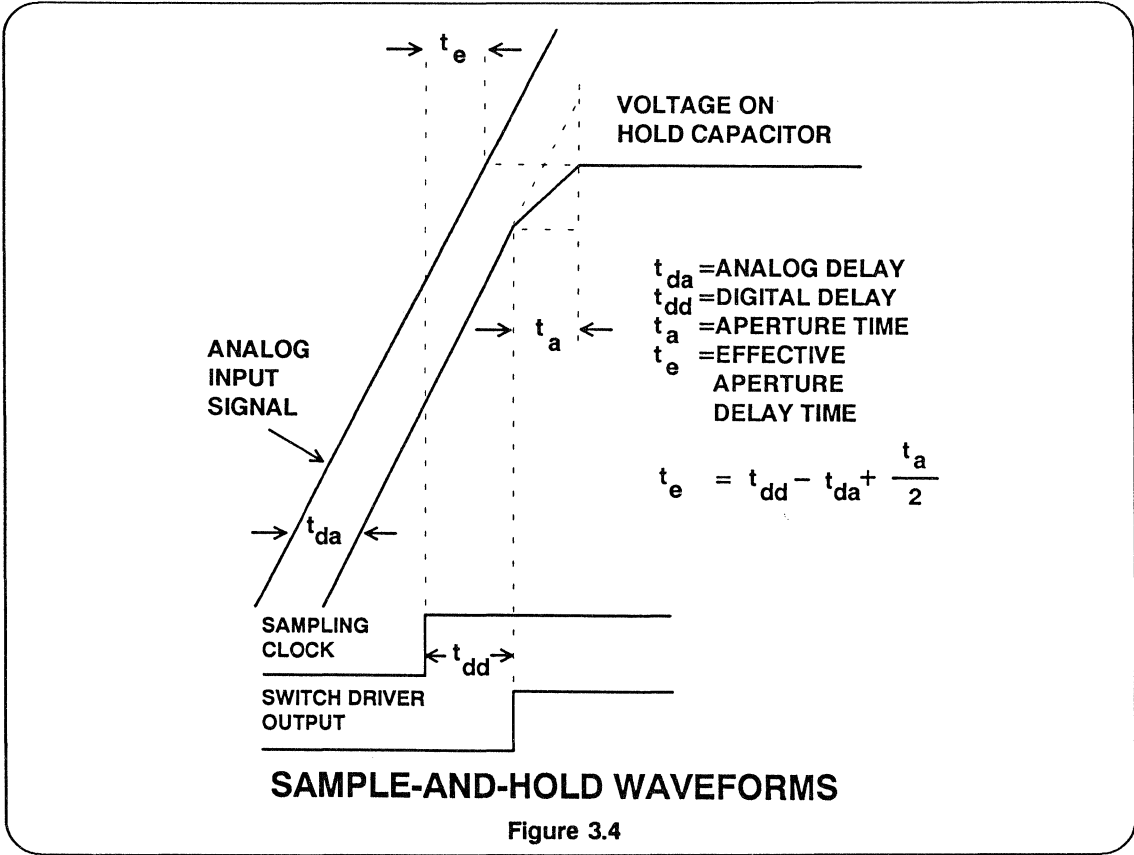 t e
VOLTAGE ON
HOLD CAPACITOR
t da =ANALOG DELAY
t dd =DIGITAL DELAY
t a =APERTURE TIME
t e =EFFECTIVE
APERTURE
DELAY TIME
t a
ANALOG
INPUT
SIGNAL
t e = t dd − t da + t a / 2
t da
SAMPLING
CLOCK
t dd
SWITCH DRIVER
OUTPUT
SAMPLE-AND-HOLD WAVEFORMS
Figure 3.4